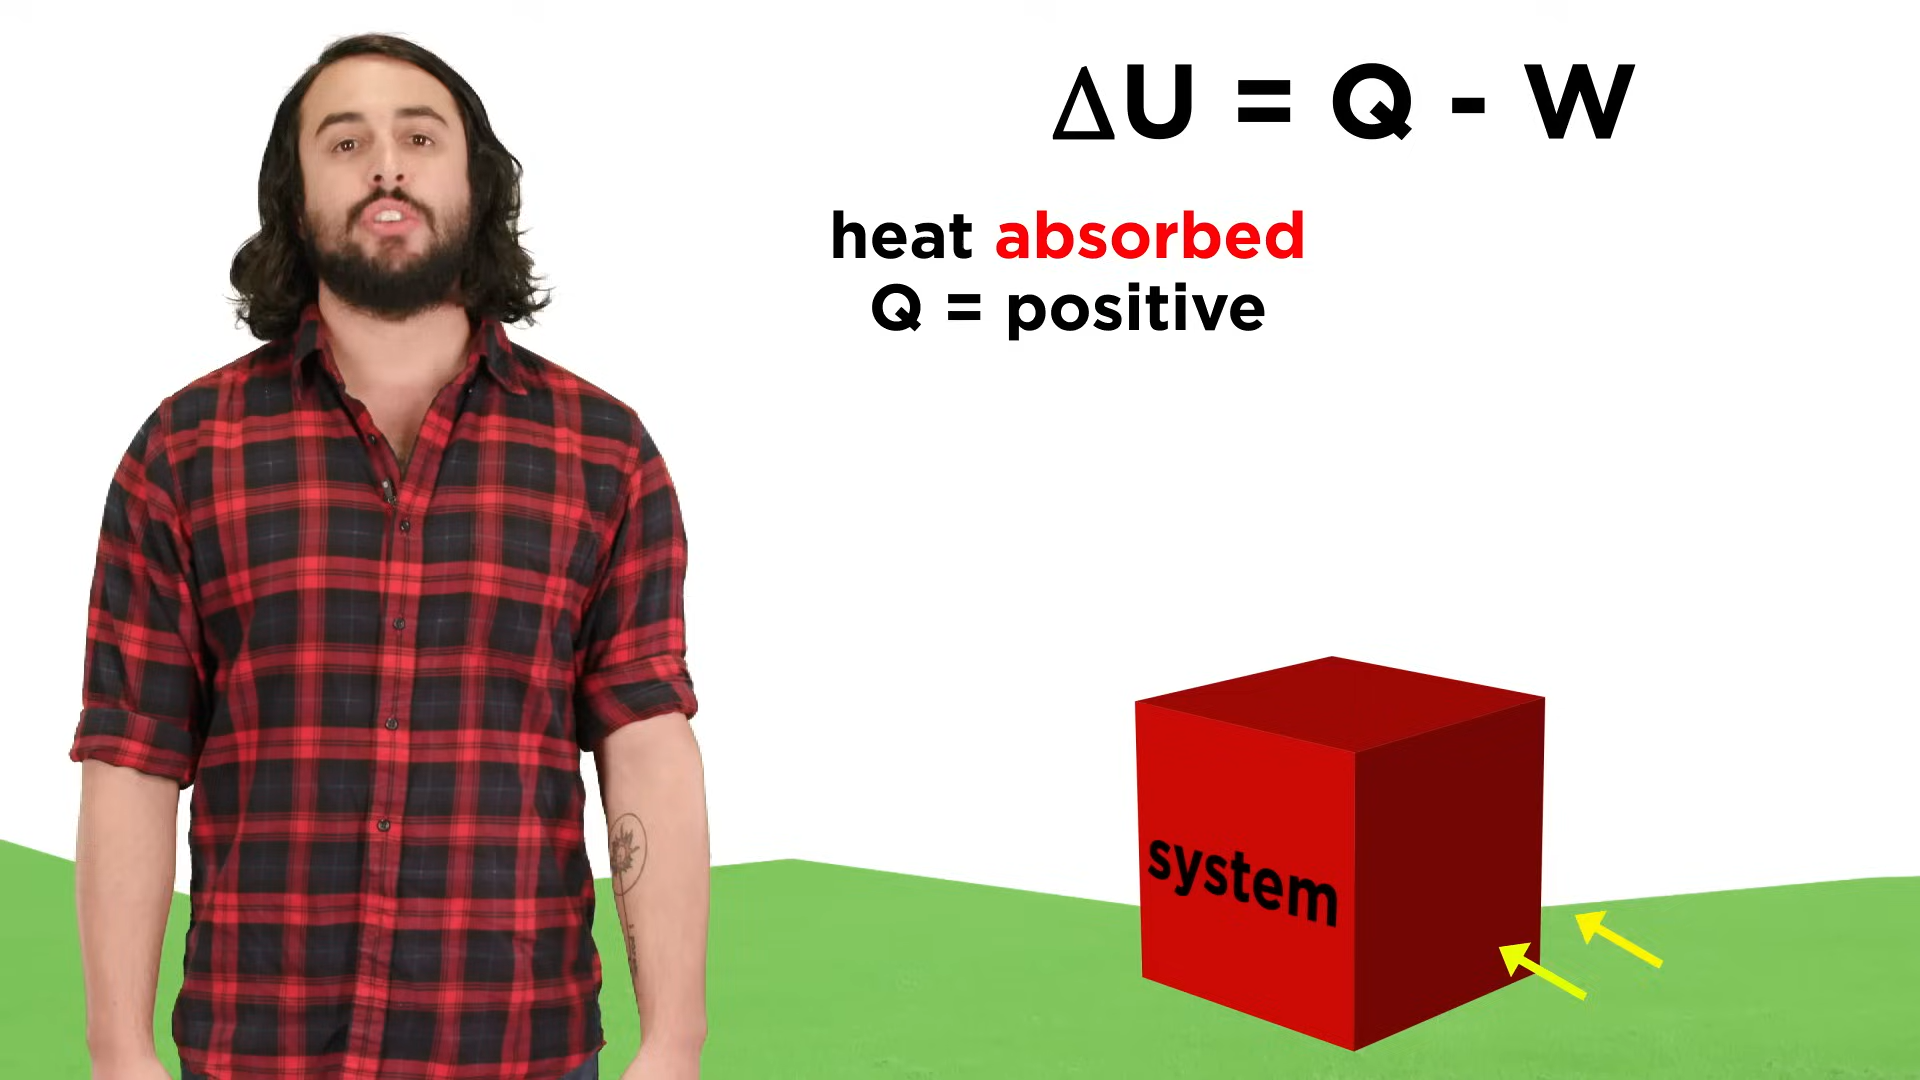 ΔU = Q - W
heat absorbed
Q = positive
system